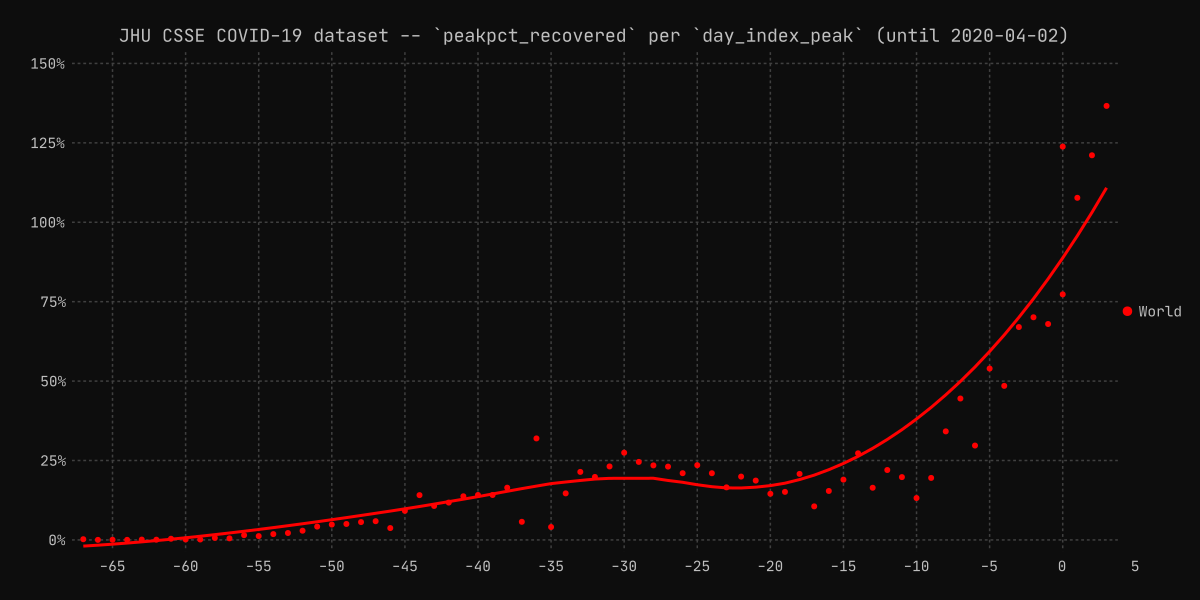 JHU CSSE COVID-19 dataset -- `peakpct_recovered` per `day_index_peak` (until 2020-04-02)
150%
125%
100%
75%
50%
25%
0%
World
-65 -60 -55 -50 -45 -40 -35 -30 -25 -20 -15 -10 -5 0 5